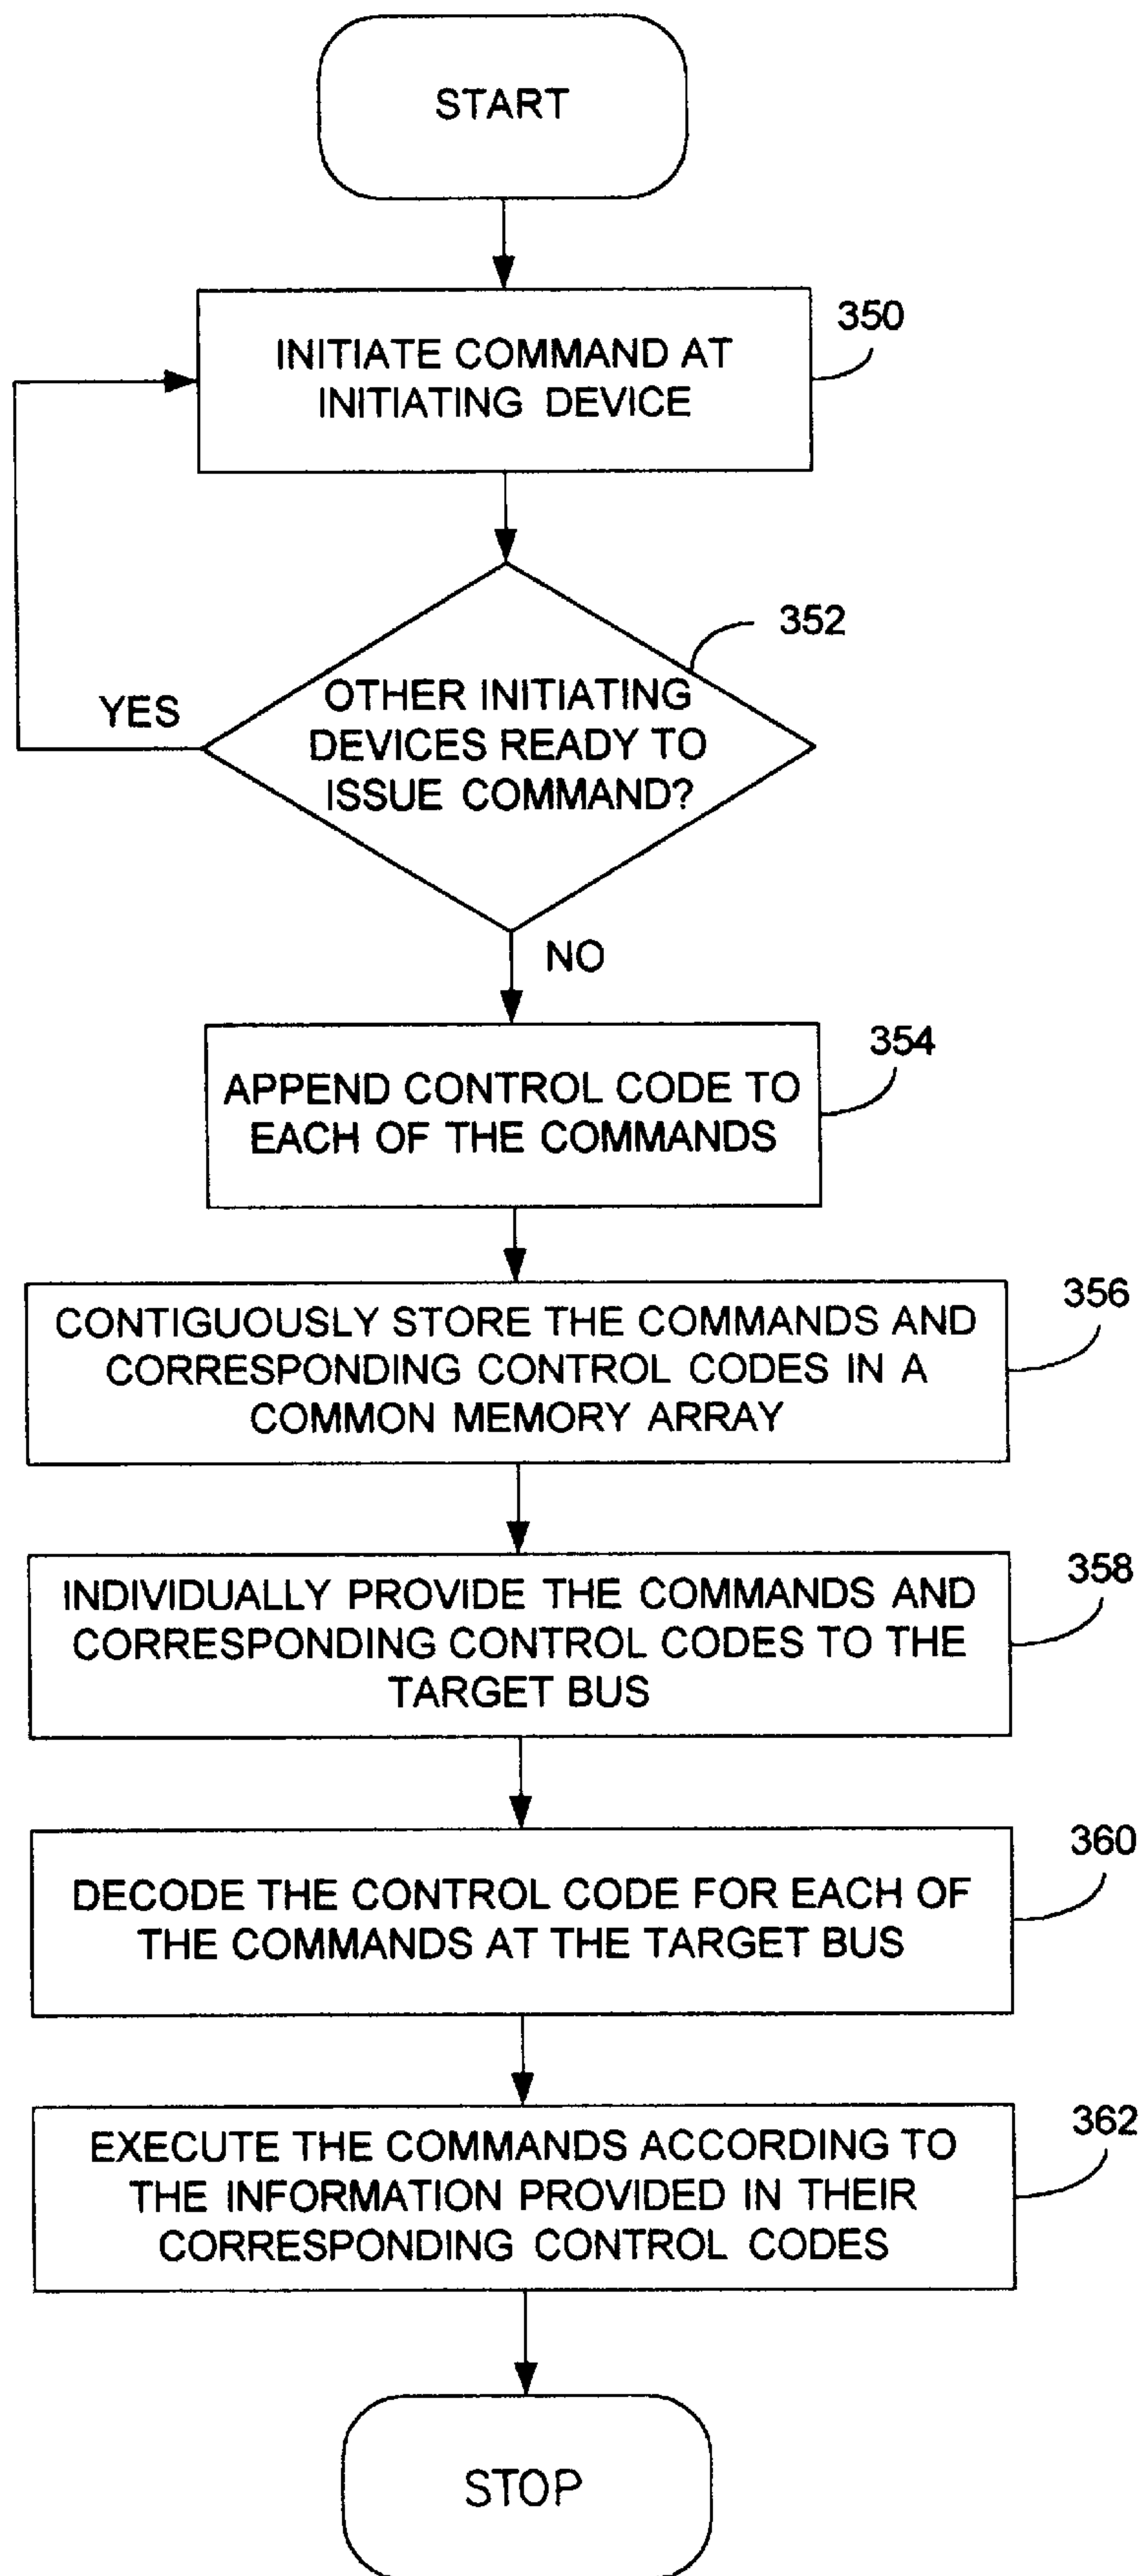 START
350
INITIATE COMMAND AT
INITIATING DEVICE
352
OTHER INITIATING
DEVICES READY TO
ISSUE COMMAND?
YES
NO
354
APPEND CONTROL CODE TO
EACH OF THE COMMANDS
356
CONTIGUOUSLY STORE THE COMMANDS AND
CORRESPONDING CONTROL CODES IN A
COMMON MEMORY ARRAY
358
INDIVIDUALLY PROVIDE THE COMMANDS AND
CORRESPONDING CONTROL CODES TO THE
TARGET BUS
360
DECODE THE CONTROL CODE FOR EACH OF
THE COMMANDS AT THE TARGET BUS
362
EXECUTE THE COMMANDS ACCORDING TO
THE INFORMATION PROVIDED IN THEIR
CORRESPONDING CONTROL CODES
STOP